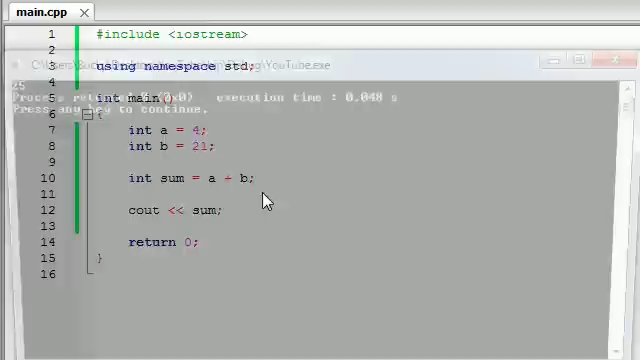 main.cpp
1 #include <iostream>
2
3 using namespace std;
4
5 int main()
6 {
7 int a = 4;
8 int b = 21;
9
10 int sum = a + b;
11
12 cout << sum;
13
14 return 0;
15 }
16
25
execution time : 0.048 s
Press any key to continue.